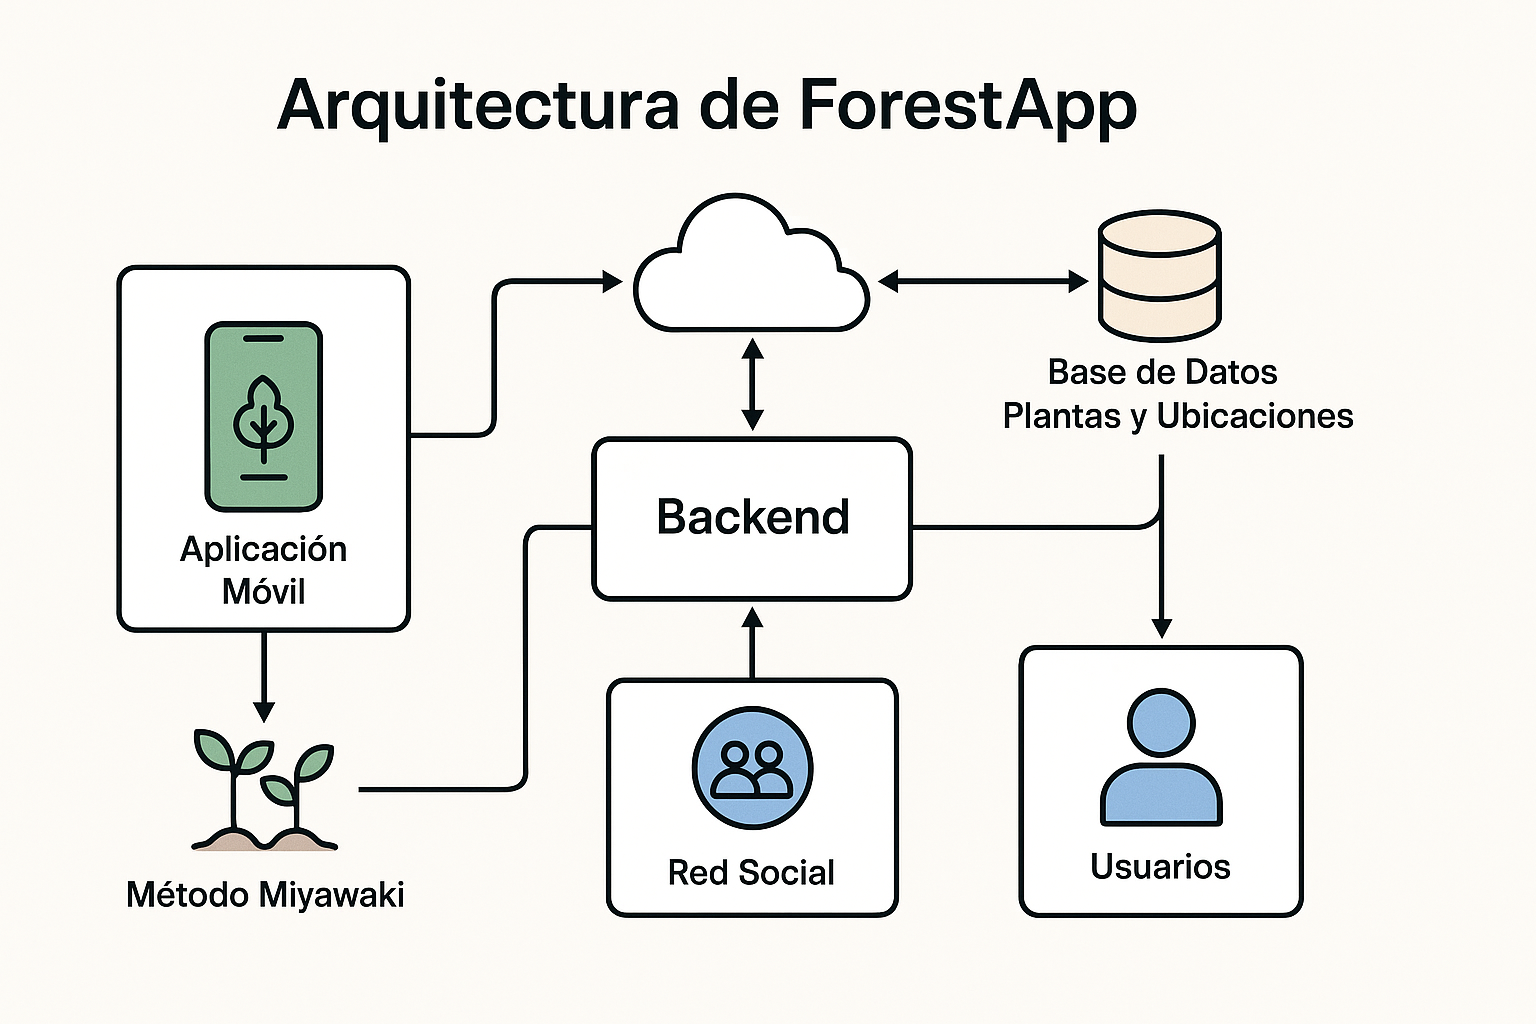 Arquitectura de ForestApp
Base de Datos
Plantas y Ubicaciones
Aplicación
Móvil
Backend
Método Miyawaki
Red Social
Usuarios